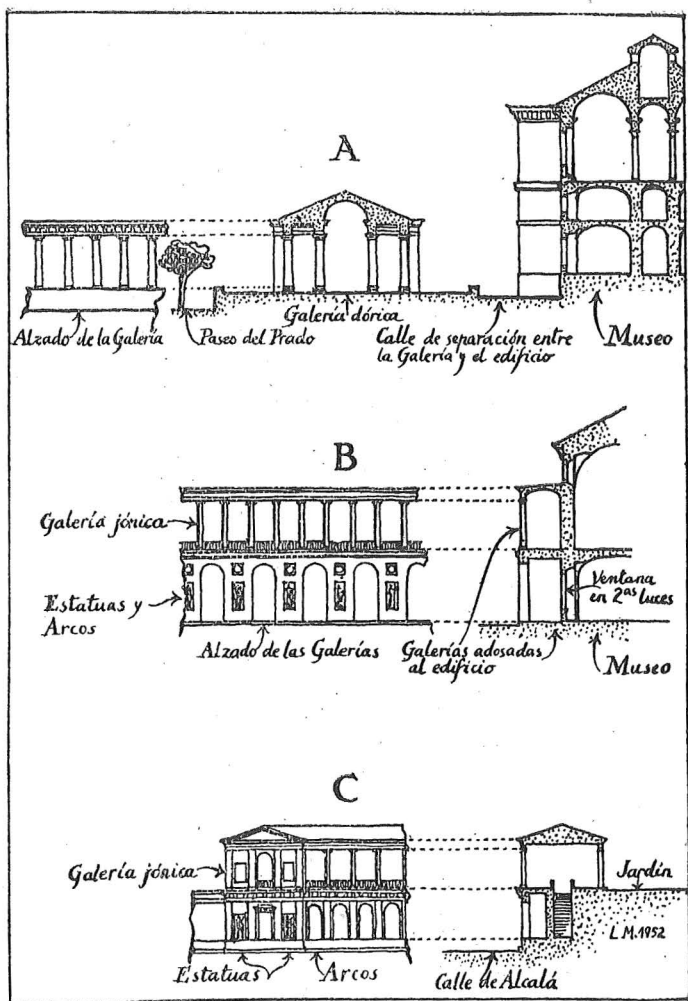 A
Alzado de la Galería
Paseo del Prado
Galería dórica
Calle de separación entre
la Galería y el edificio
Museo
B
Galería jónica
Estatuas y
Arcos
Alzado de las Galerías
Galerías adosadas
al edificio
Ventana
en 2as luces
Museo
C
Galería jónica
Jardín
L M. 1952
Estatuas
Arcos
Calle de Alcalá